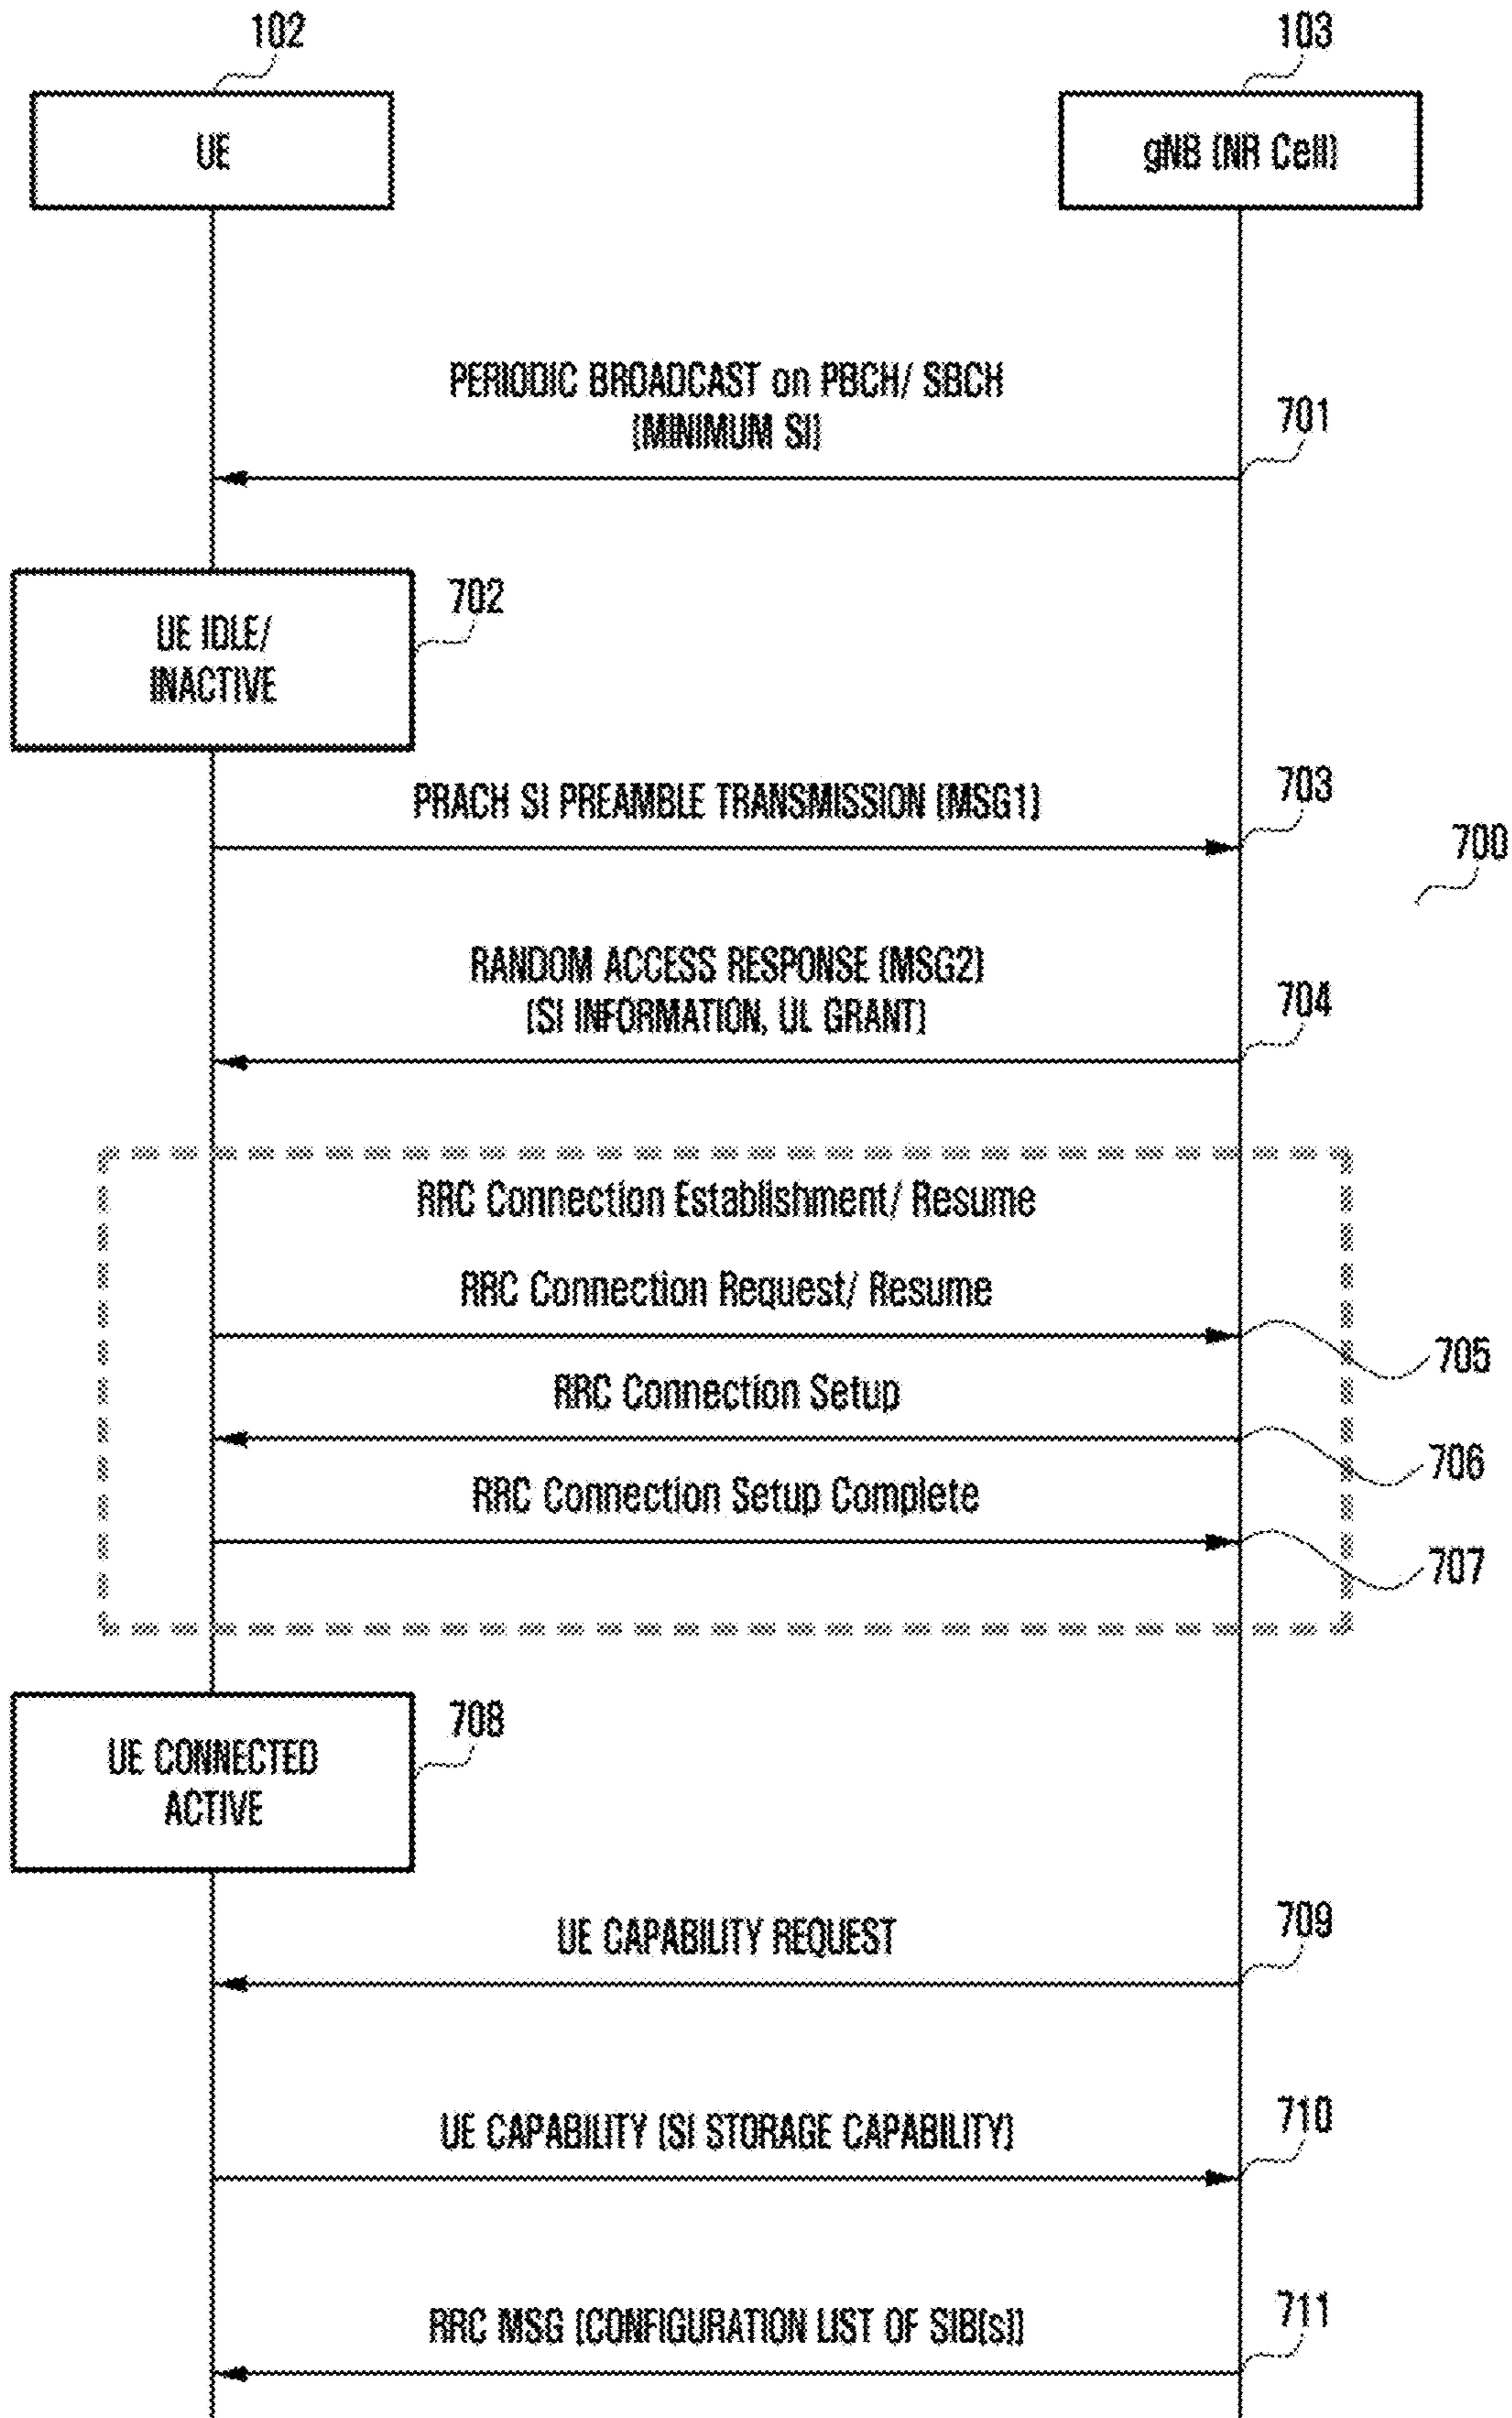 102
103
UE
gNB (NR Cell)
PERIODIC BROADCAST on PBCH/ SBCH
[MINIMUM SI]
701
UE IDLE/
INACTIVE
702
PRACH SI PREAMBLE TRANSMISSION (MSG1)
703
700
RANDOM ACCESS RESPONSE (MSG2)
[SI INFORMATION, UL GRANT]
704
RRC Connection Establishment/ Resume
RRC Connection Request/ Resume
705
RRC Connection Setup
706
RRC Connection Setup Complete
707
UE CONNECTED
ACTIVE
708
UE CAPABILITY REQUEST
709
UE CAPABILITY [SI STORAGE CAPABILITY]
710
RRC MSG [CONFIGURATION LIST OF SIB(s)]
711